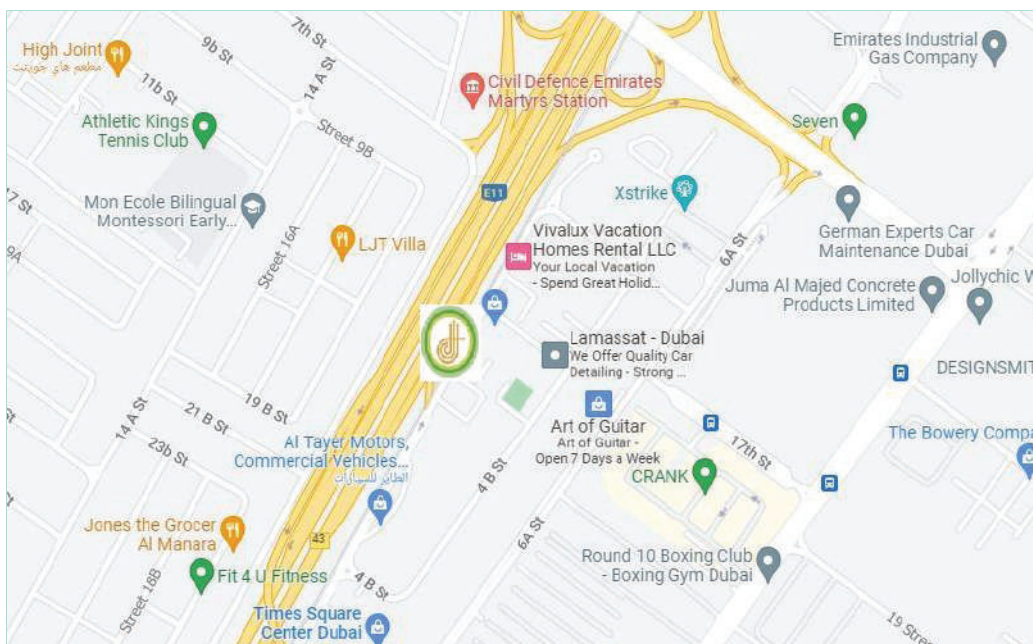 High Joint
مطعم هاي جوينت
9b St
7th St
14 A St
11b St
Athletic Kings
Tennis Club
Street 9B
Civil Defence Emirates
Martyrs Station
Emirates Industrial
Gas Company
Seven
E11
Xstrike
17 St
Mon Ecole Bilingual
Montessori Early...
9A
Street 16A
LJT Villa
Vivalux Vacation
Homes Rental LLC
Your Local Vacation
- Spend Great Holid...
6A St
German Experts Car
Maintenance Dubai
Juma Al Majed Concrete
Products Limited
Jollychic W
Lamassat - Dubai
We Offer Quality Car
Detailing - Strong ...
DESIGNSMIT
14 A St
19 B St
21 B St
23b St
Al Tayer Motors,
Commercial Vehicles...
الطاير للسيارات
Art of Guitar
Art of Guitar -
Open 7 Days a Week
17th St
The Bowery Compa
CRANK
4 B St
6A St
Jones the Grocer
Al Manara
43
Fit 4 U Fitness
4 B St
Round 10 Boxing Club
- Boxing Gym Dubai
Street 18B
Times Square
Center Dubai
19 Stree